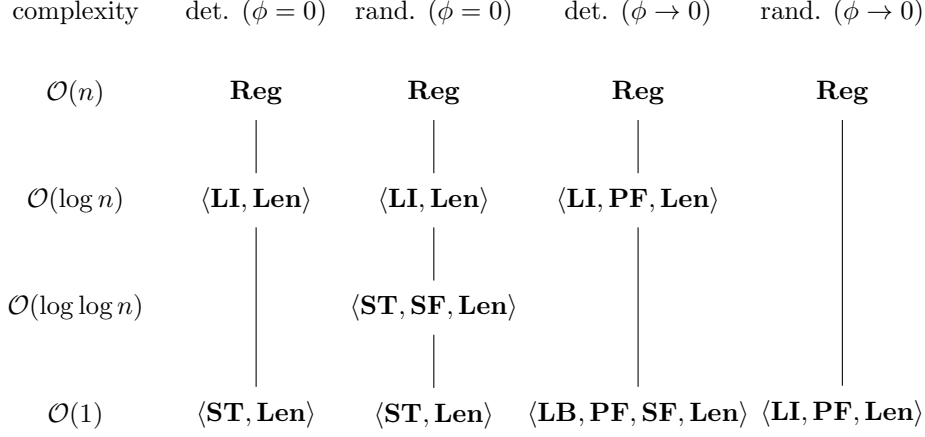 complexity det. (ϕ = 0) rand. (ϕ = 0) det. (ϕ → 0) rand. (ϕ → 0)
𝒪(n) Reg Reg Reg Reg
𝒪(log n) ⟨LI, Len⟩ ⟨LI, Len⟩ ⟨LI, PF, Len⟩
𝒪(log log n) ⟨ST, SF, Len⟩
𝒪(1) ⟨ST, Len⟩ ⟨ST, Len⟩ ⟨LB, PF, SF, Len⟩ ⟨LI, PF, Len⟩